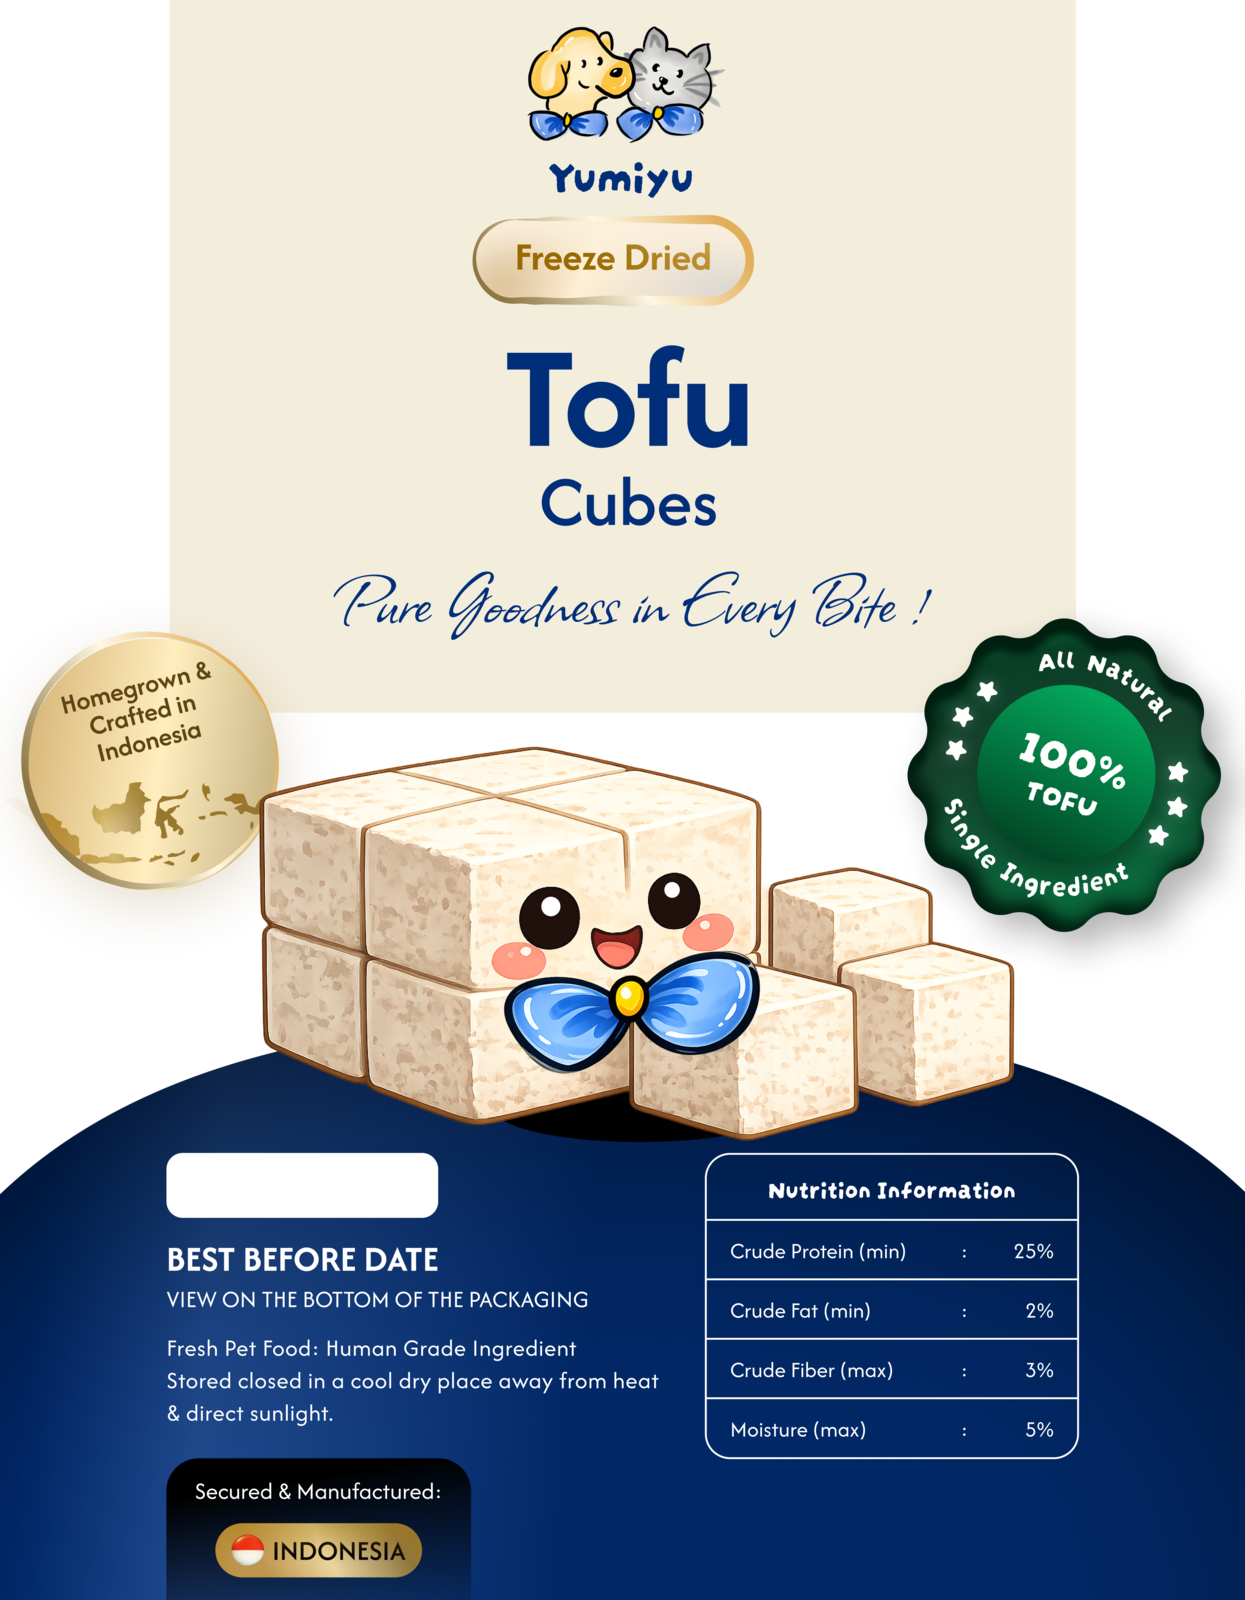 Yumiyu
Freeze Dried
Tofu
Cubes
Pure Goodness in Every Bite !
Homegrown &
Crafted in
Indonesia
All Natural
100%
TOFU
Single Ingredient
BEST BEFORE DATE
VIEW ON THE BOTTOM OF THE PACKAGING
Fresh Pet Food: Human Grade Ingredient
Stored closed in a cool dry place away from heat
& direct sunlight.
Secured & Manufactured:
INDONESIA
Nutrition Information
Crude Protein (min) : 25%
Crude Fat (min) : 2%
Crude Fiber (max) : 3%
Moisture (max) : 5%